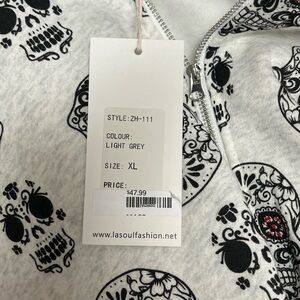 STYLE:ZH-111
COLOUR:
LIGHT GREY
SIZE: XL
PRICE:
$47.99
www.lasoulfashion.net